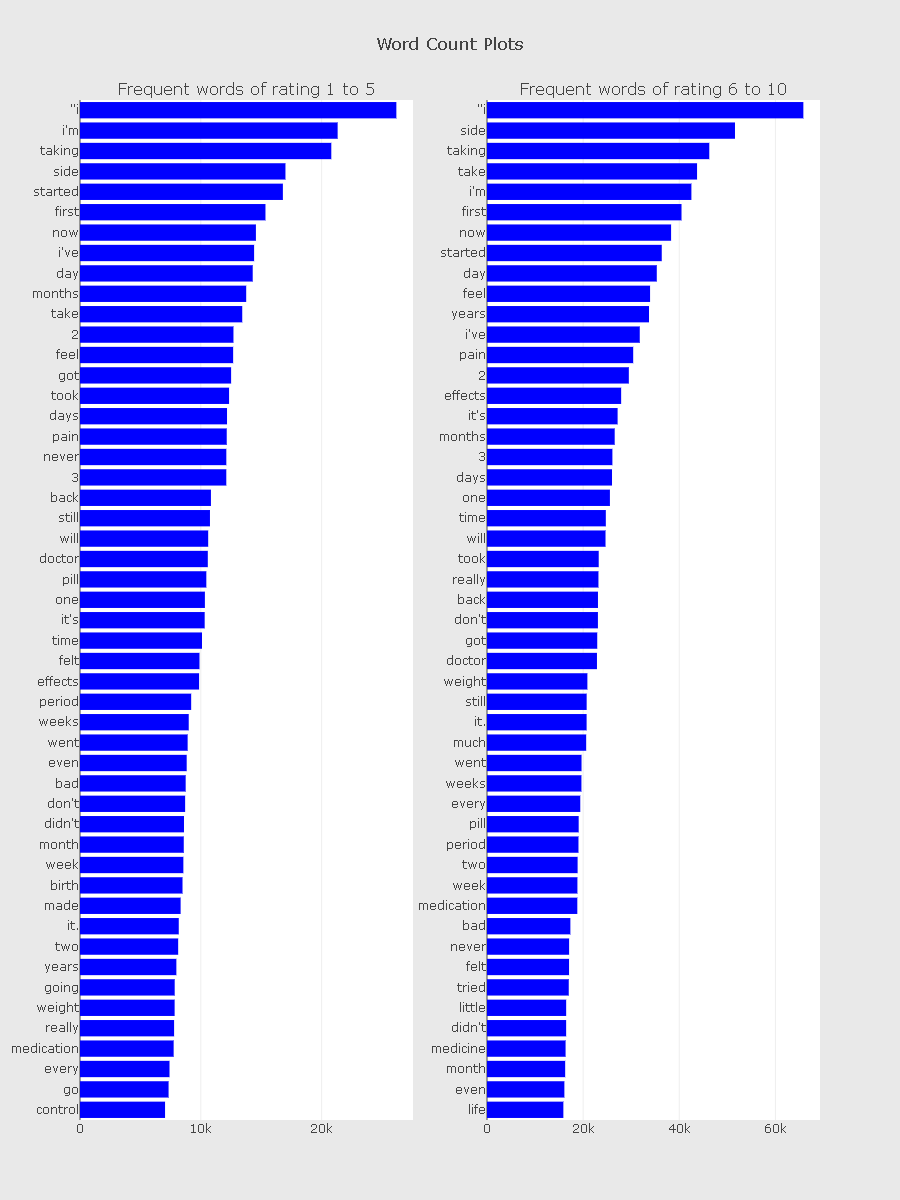 Word Count Plots
Frequent words of rating 1 to 5
"i
i'm
taking
side
started
first
now
i've
day
months
take
2
feel
got
took
days
pain
never
3
back
still
will
doctor
pill
one
it's
time
felt
effects
period
weeks
went
even
bad
don't
didn't
month
week
birth
made
it.
two
years
going
weight
really
medication
every
go
control
0 10k 20k
Frequent words of rating 6 to 10
"i
side
taking
take
i'm
first
now
started
day
feel
years
i've
pain
2
effects
it's
months
3
days
one
time
will
took
really
back
don't
got
doctor
weight
still
it.
much
went
weeks
every
pill
period
two
week
medication
bad
never
felt
tried
little
didn't
medicine
month
even
life
0 20k 40k 60k